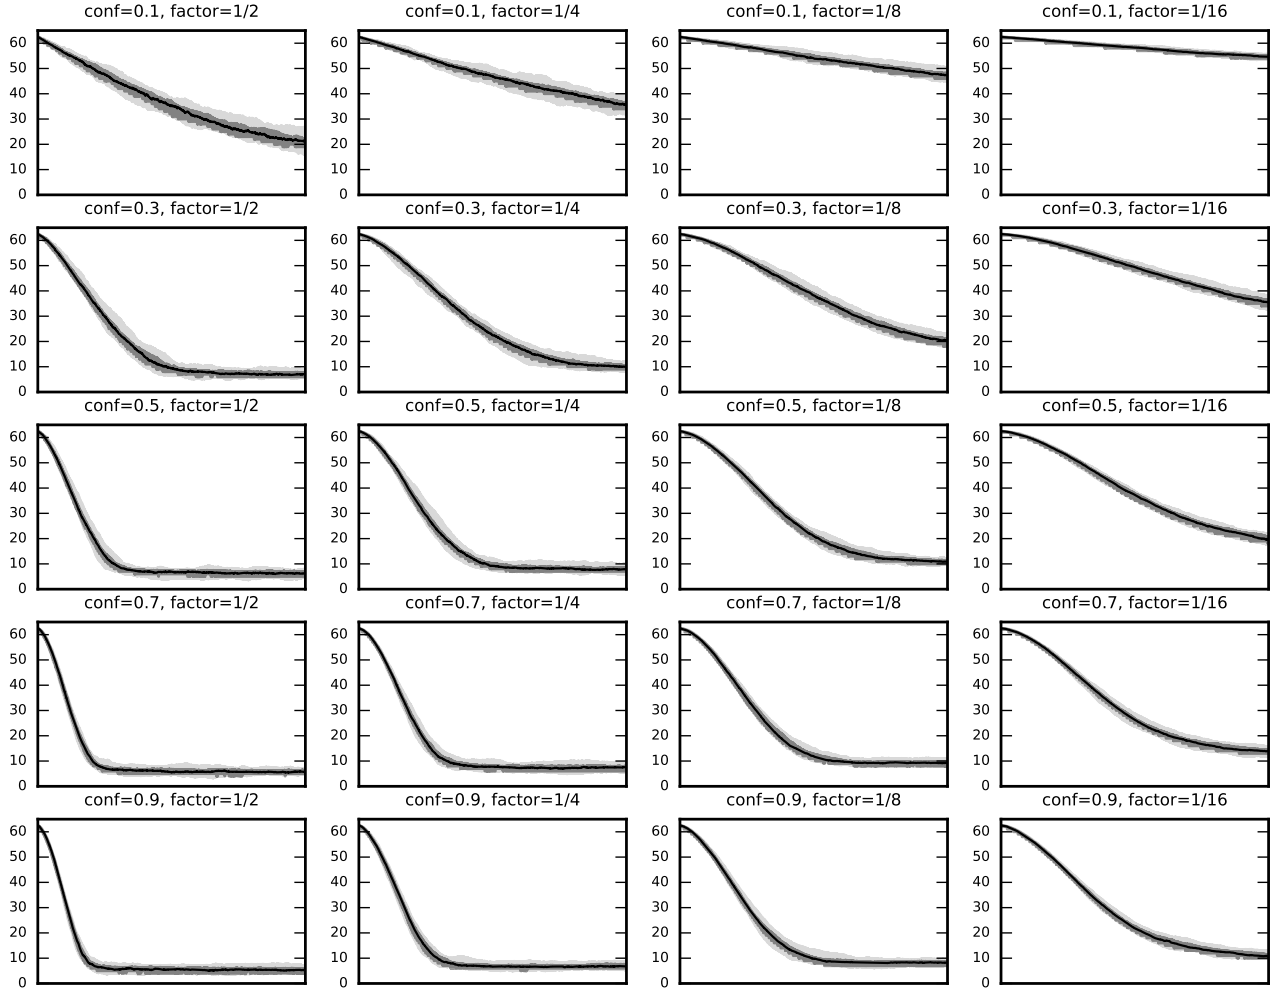 conf=0.1, factor=1/2 conf=0.1, factor=1/4 conf=0.1, factor=1/8 conf=0.1, factor=1/16
60 60 60 60
50 50 50 50
40 40 40 40
30 30 30 30
20 20 20 20
10 10 10 10
0 0 0 0
conf=0.3, factor=1/2 conf=0.3, factor=1/4 conf=0.3, factor=1/8 conf=0.3, factor=1/16
60 60 60 60
50 50 50 50
40 40 40 40
30 30 30 30
20 20 20 20
10 10 10 10
0 0 0 0
conf=0.5, factor=1/2 conf=0.5, factor=1/4 conf=0.5, factor=1/8 conf=0.5, factor=1/16
60 60 60 60
50 50 50 50
40 40 40 40
30 30 30 30
20 20 20 20
10 10 10 10
0 0 0 0
conf=0.7, factor=1/2 conf=0.7, factor=1/4 conf=0.7, factor=1/8 conf=0.7, factor=1/16
60 60 60 60
50 50 50 50
40 40 40 40
30 30 30 30
20 20 20 20
10 10 10 10
0 0 0 0
conf=0.9, factor=1/2 conf=0.9, factor=1/4 conf=0.9, factor=1/8 conf=0.9, factor=1/16
60 60 60 60
50 50 50 50
40 40 40 40
30 30 30 30
20 20 20 20
10 10 10 10
0 0 0 0